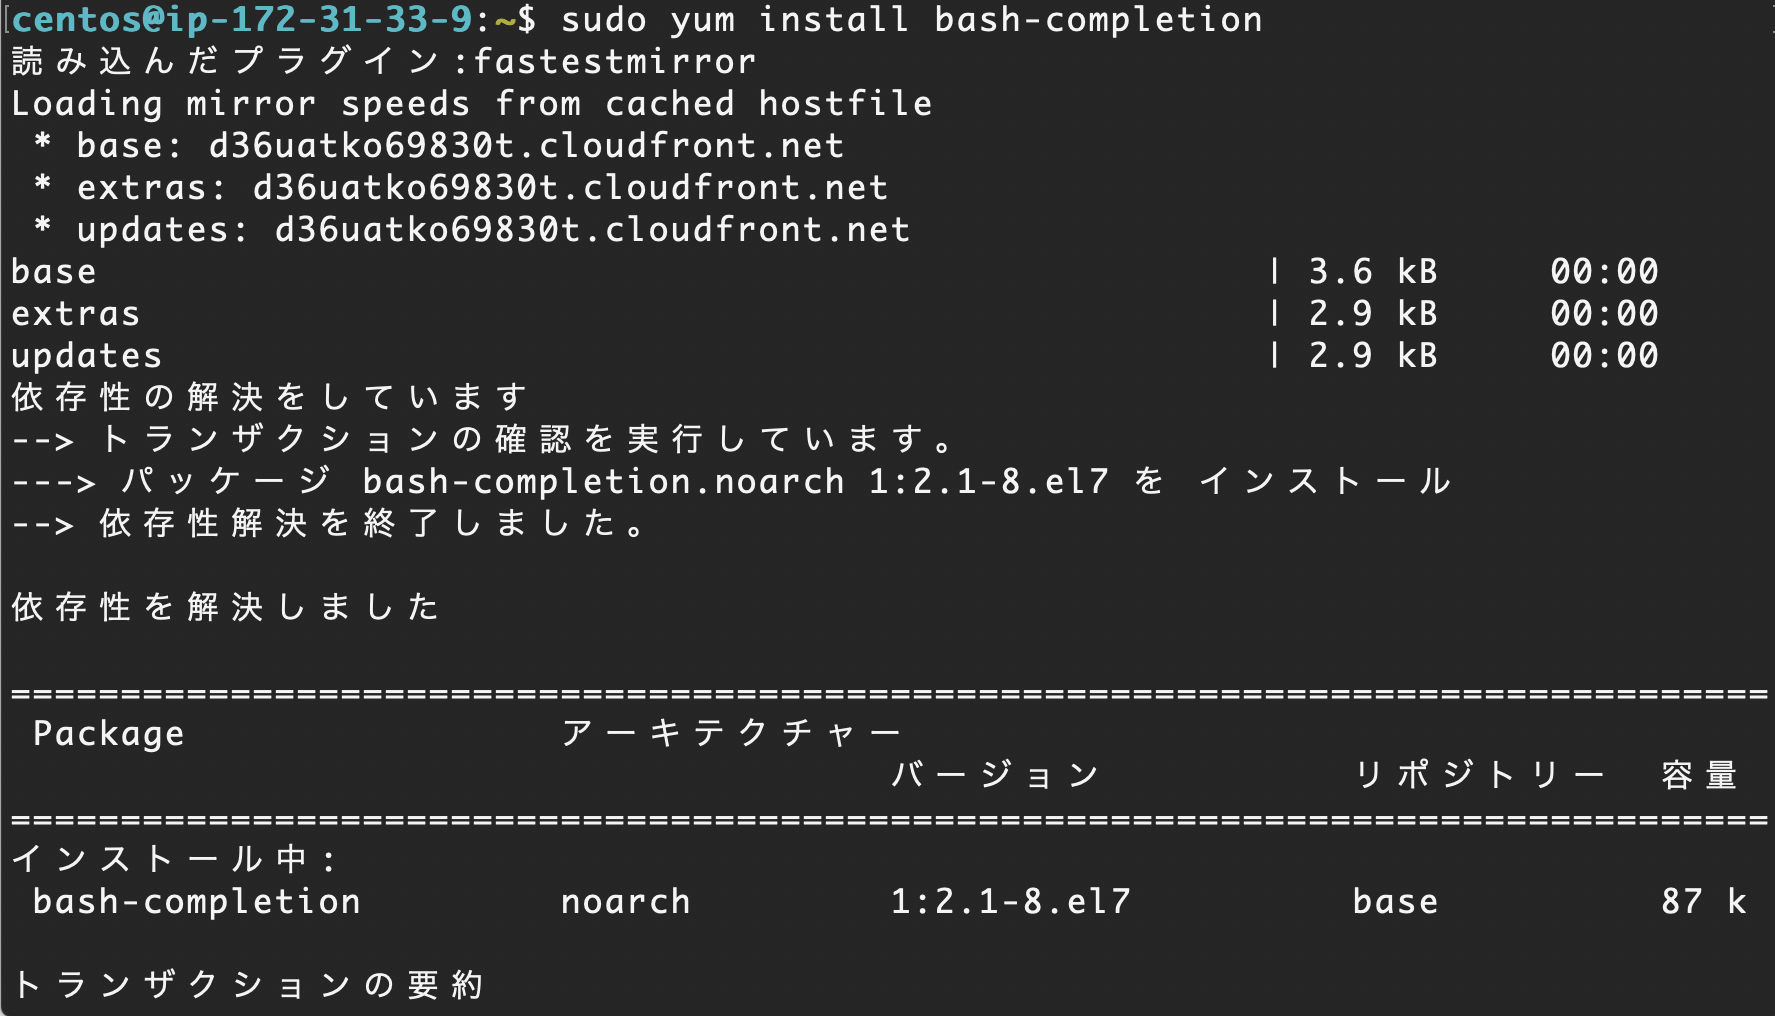 [centos@ip-172-31-33-9:~$ sudo yum install bash-completion ]
読み込んだプラグイン:fastestmirror
Loading mirror speeds from cached hostfile
 * base: d36uatko69830t.cloudfront.net
 * extras: d36uatko69830t.cloudfront.net
 * updates: d36uatko69830t.cloudfront.net
base | 3.6 kB 00:00
extras | 2.9 kB 00:00
updates | 2.9 kB 00:00
依存性の解決をしています
--> トランザクションの確認を実行しています。
---> パッケージ bash-completion.noarch 1:2.1-8.el7 を インストール
--> 依存性解決を終了しました。
依存性を解決しました
================================================================================
 Package アーキテクチャー
バージョン リポジトリー 容量
================================================================================
インストール中:
 bash-completion noarch 1:2.1-8.el7 base 87 k
トランザクションの要約